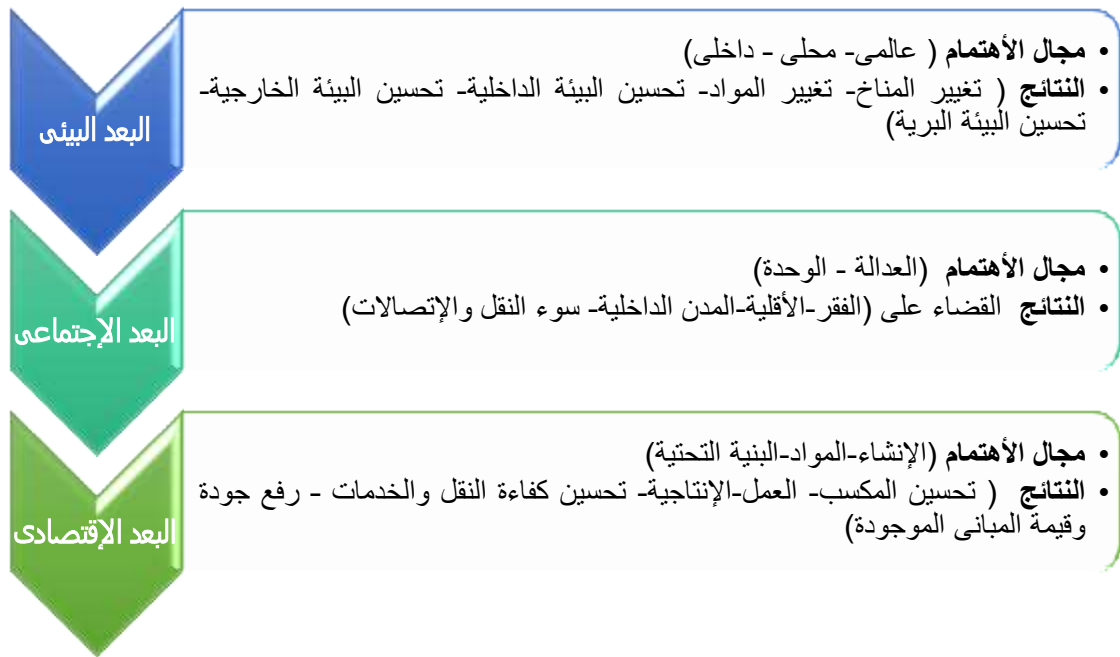 البعد البيئى
• مجال الأهتمام ( عالمى- محلى - داخلى)
• النتائج ( تغيير المناخ- تغيير المواد- تحسين البيئة الداخلية- تحسين البيئة الخارجية-
تحسين البيئة البرية)
البعد الإجتماعى
• مجال الأهتمام (العدالة - الوحدة)
• النتائج القضاء على (الفقر-الأقلية-المدن الداخلية- سوء النقل والإتصالات)
البعد الإقتصادى
• مجال الأهتمام (الإنشاء-المواد-البنية التحتية)
• النتائج ( تحسين المكسب- العمل-الإنتاجية- تحسين كفاءة النقل والخدمات - رفع جودة
وقيمة المبانى الموجودة)